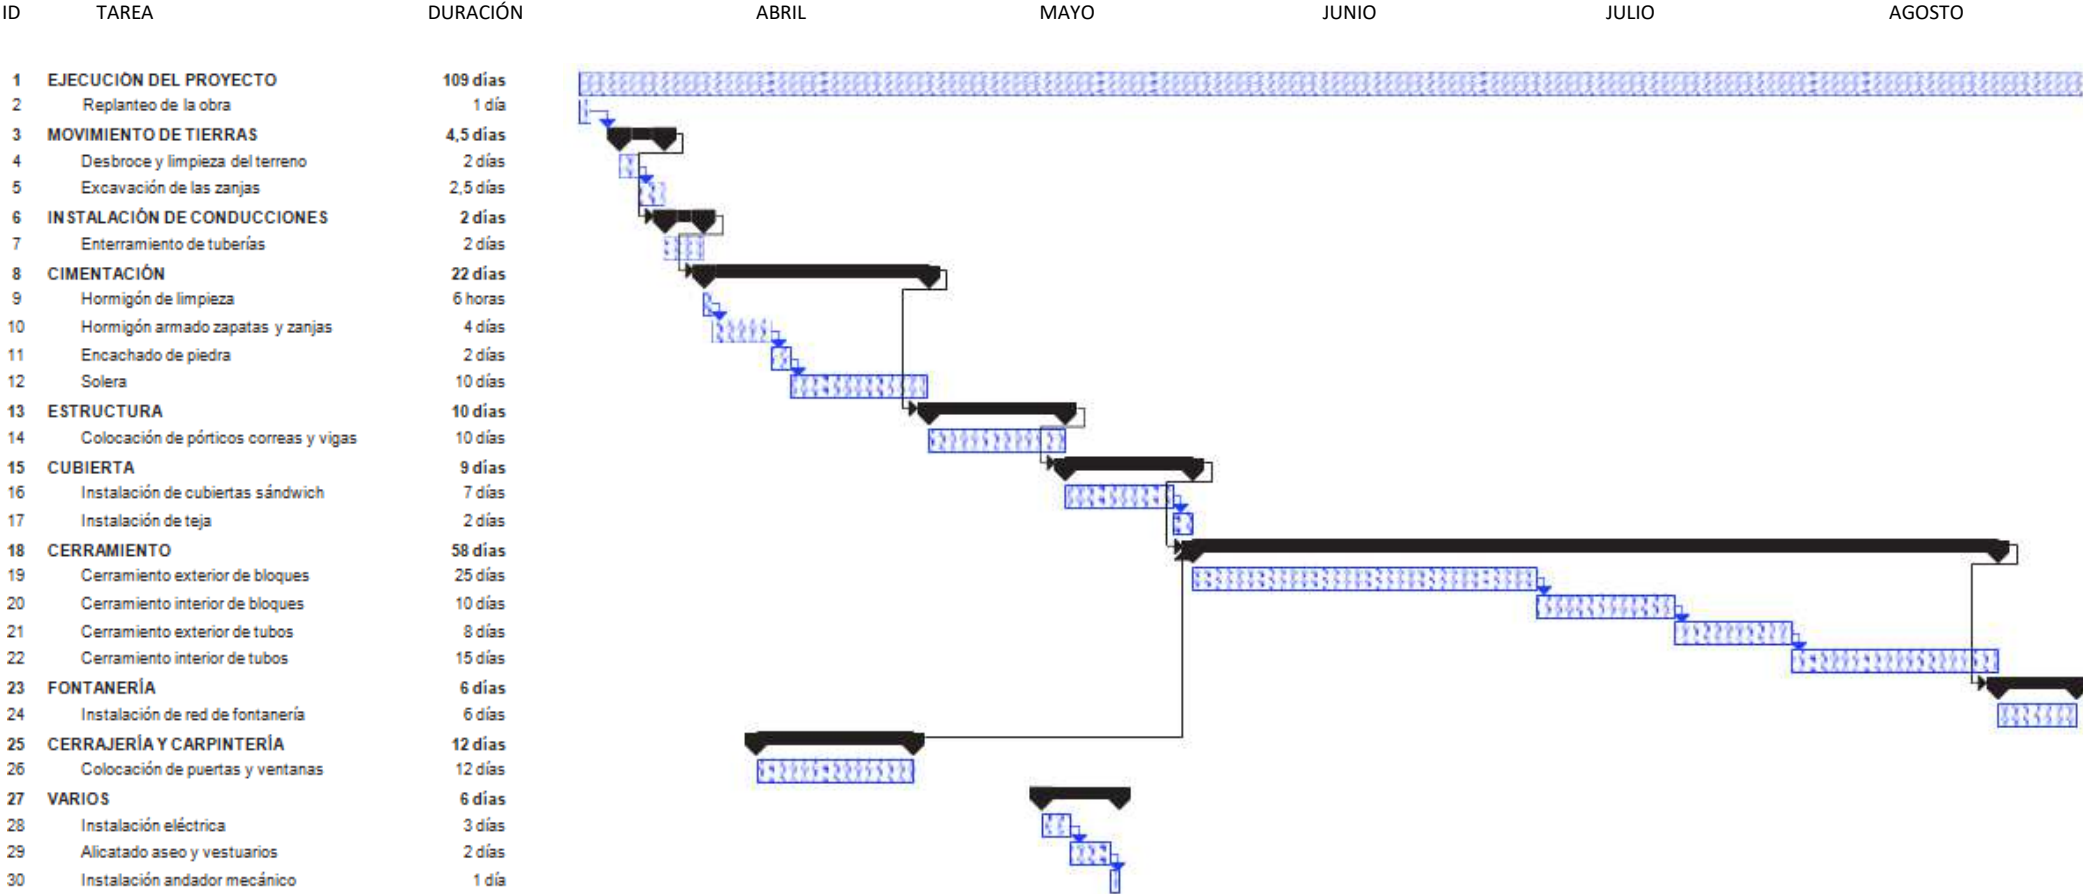 ID TAREA DURACIÓN ABRIL MAYO JUNIO JULIO AGOSTO
1 EJECUCIÓN DEL PROYECTO 109 días
2 Replanteo de la obra 1 día
3 MOVIMIENTO DE TIERRAS 4,5 días
4 Desbroce y limpieza del terreno 2 días
5 Excavación de las zanjas 2,5 días
6 INSTALACIÓN DE CONDUCCIONES 2 días
7 Enterramiento de tuberías 2 días
8 CIMENTACIÓN 22 días
9 Hormigón de limpieza 6 horas
10 Hormigón armado zapatas y zanjas 4 días
11 Encachado de piedra 2 días
12 Solera 10 días
13 ESTRUCTURA 10 días
14 Colocación de pórticos correas y vigas 10 días
15 CUBIERTA 9 días
16 Instalación de cubiertas sándwich 7 días
17 Instalación de teja 2 días
18 CERRAMIENTO 58 días
19 Cerramiento exterior de bloques 25 días
20 Cerramiento interior de bloques 10 días
21 Cerramiento exterior de tubos 8 días
22 Cerramiento interior de tubos 15 días
23 FONTANERÍA 6 días
24 Instalación de red de fontanería 6 días
25 CERRAJERÍA Y CARPINTERÍA 12 días
26 Colocación de puertas y ventanas 12 días
27 VARIOS 6 días
28 Instalación eléctrica 3 días
29 Alicatado aseo y vestuarios 2 días
30 Instalación andador mecánico 1 día